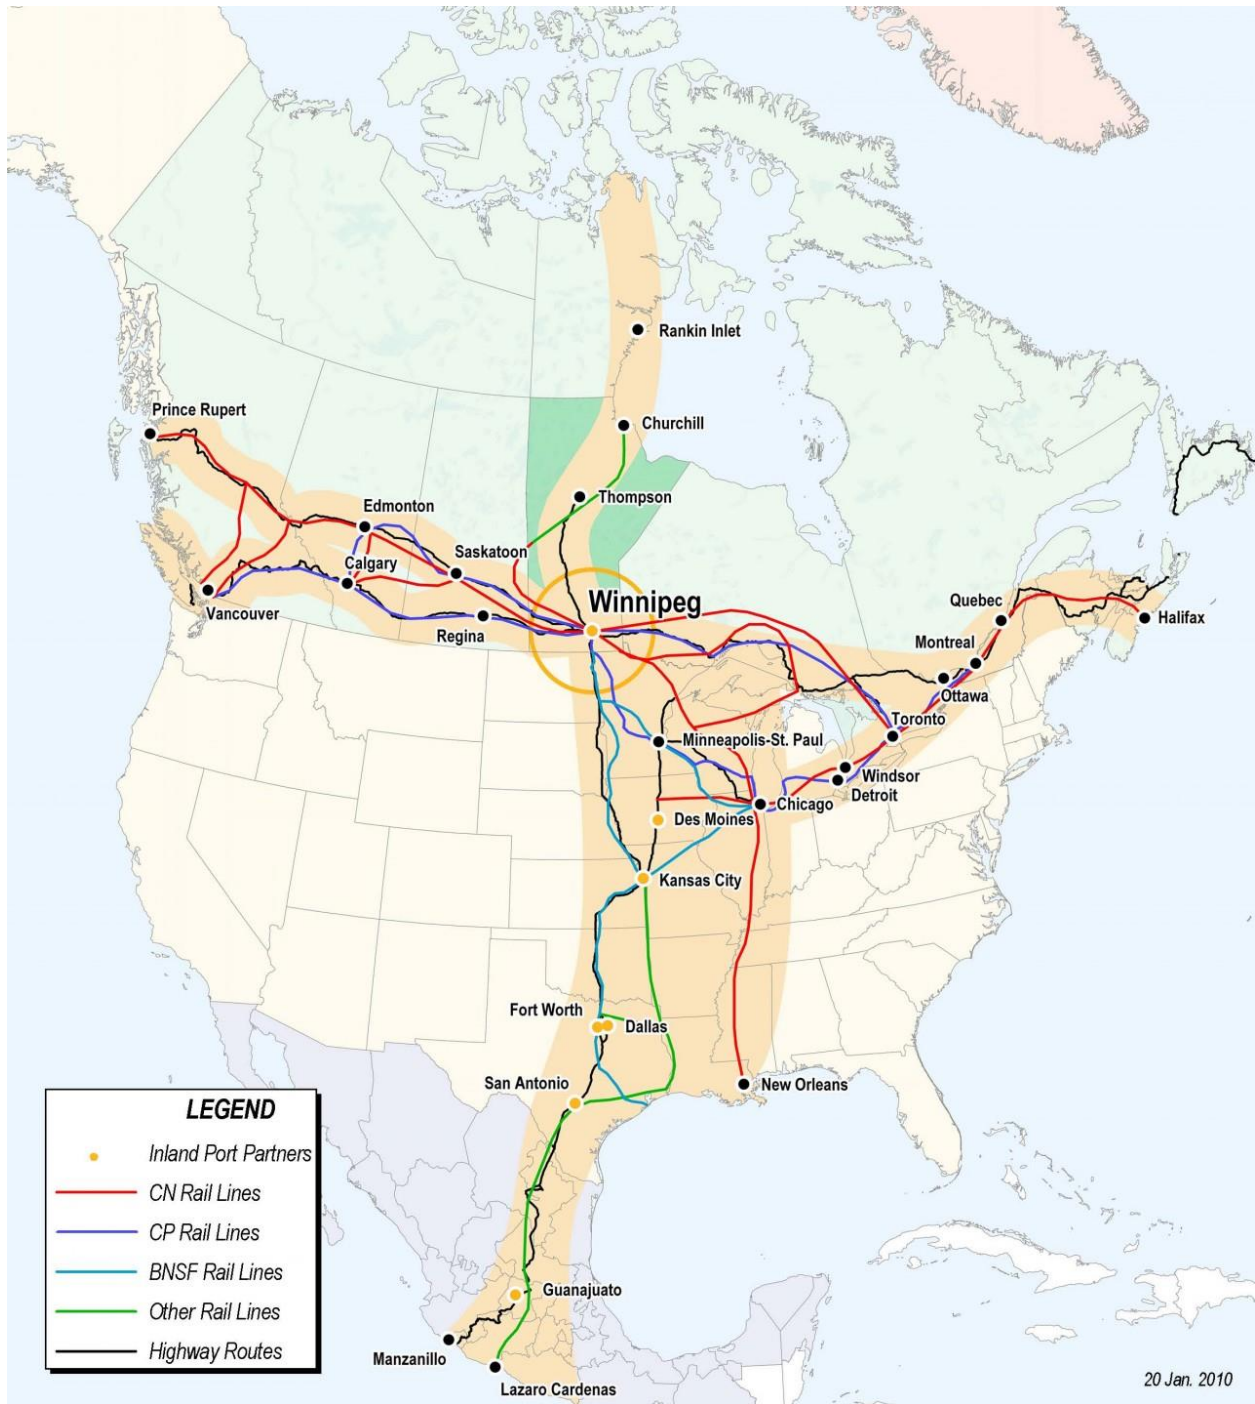 Rankin Inlet
Prince Rupert
Churchill
Edmonton
Thompson
Saskatoon
Calgary
Winnipeg
Quebec
Vancouver
Halifax
Regina
Montreal
Ottawa
Toronto
Minneapolis-St. Paul
Windsor
Detroit
Chicago
Des Moines
Kansas City
Fort Worth
Dallas
San Antonio
New Orleans
LEGEND
Inland Port Partners
CN Rail Lines
CP Rail Lines
BNSF Rail Lines
Other Rail Lines
Highway Routes
Guanajuato
Manzanillo
Lazaro Cardenas
20 Jan. 2010